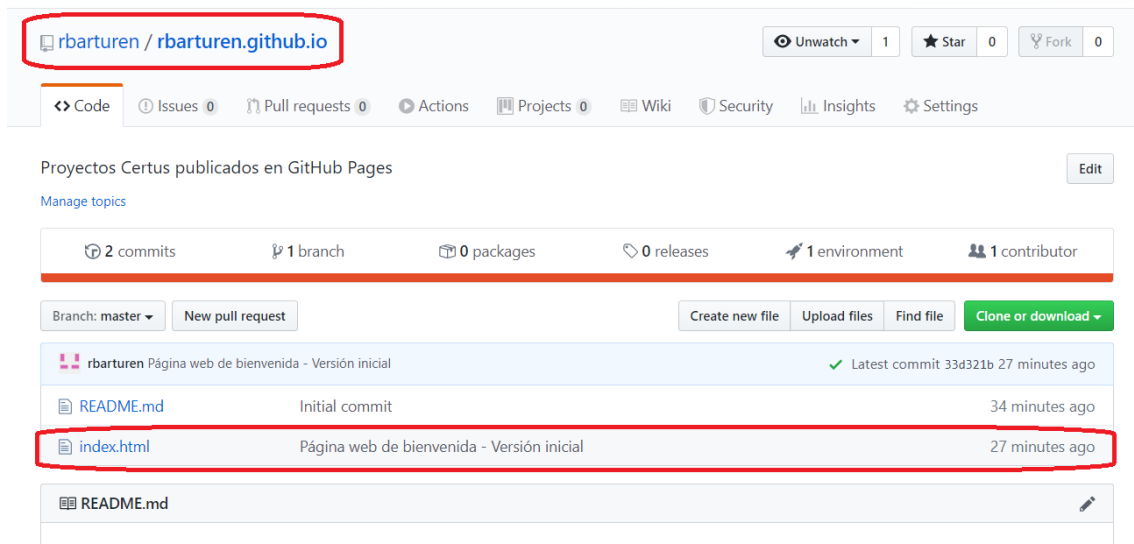 rbarturen / rbarturen.github.io
Unwatch 1 Star 0 Fork 0
Code Issues 0 Pull requests 0 Actions Projects 0 Wiki Security Insights Settings
Proyectos Certus publicados en GitHub Pages Edit
Manage topics
2 commits 1 branch 0 packages 0 releases 1 environment 1 contributor
Branch: master New pull request Create new file Upload files Find file Clone or download
rbarturen Página web de bienvenida - Versión inicial Latest commit 33d321b 27 minutes ago
README.md Initial commit 34 minutes ago
index.html Página web de bienvenida - Versión inicial 27 minutes ago
README.md